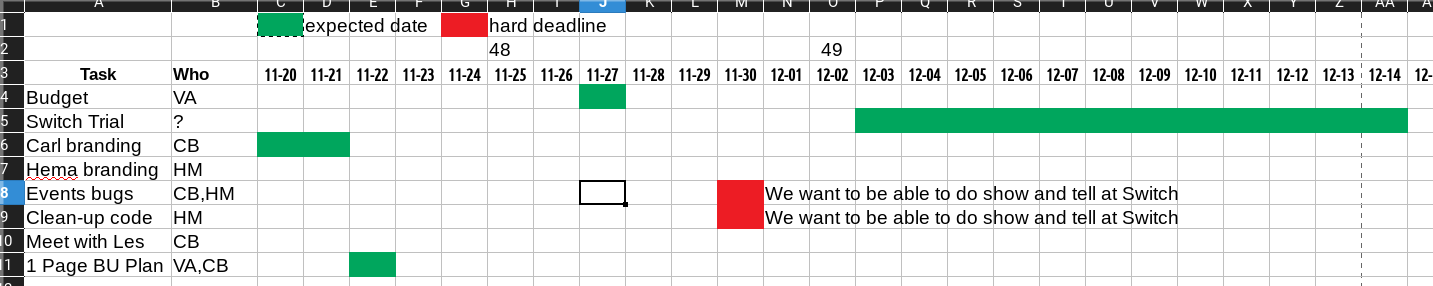 A B C D E F G H I J K L M N O P Q R S T U V W X Y Z AA
1 expected date hard deadline
2 48 49
3 Task Who 11-20 11-21 11-22 11-23 11-24 11-25 11-26 11-27 11-28 11-29 11-30 12-01 12-02 12-03 12-04 12-05 12-06 12-07 12-08 12-09 12-10 12-11 12-12 12-13 12-14 12-
4 Budget VA
5 Switch Trial ?
6 Carl branding CB
7 Hema branding HM
8 Events bugs CB,HM We want to be able to do show and tell at Switch
9 Clean-up code HM We want to be able to do show and tell at Switch
10 Meet with Les CB
11 1 Page BU Plan VA,CB